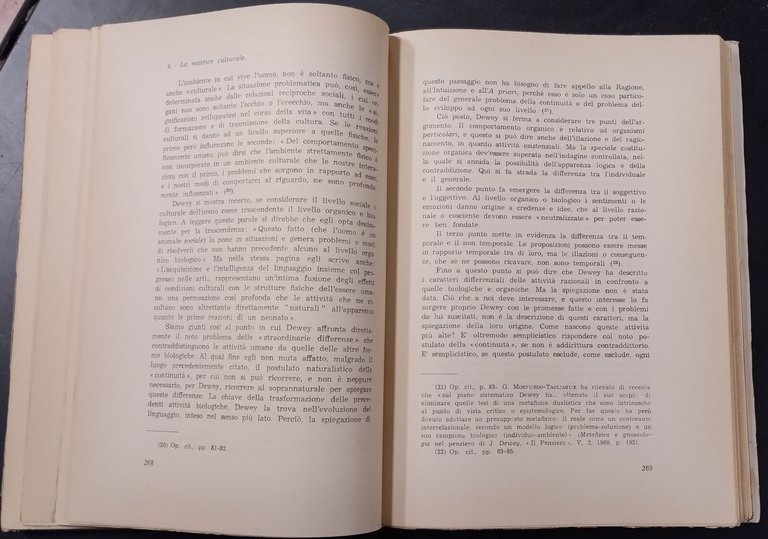 4. - La matrice culturale.
L'ambiente in cui vive l'uomo, non è soltanto fisico, ma è
anche « culturale ». La situazione problematica può, così, essere
determinata anche dalle relazioni reciproche sociali, i cui or-
gani non sono soltanto l'occhio o l'orecchio, ma anche le « si-
gnificazioni sviluppatesi nel corso della vita » con tutti i modi
di formazione e di trasmissione della cultura. Se le reazioni
culturali si danno ad un livello superiore a quelle fisiche, le
prime però influenzano le seconde: « Del comportamento speci-
ficamente umano può dirsi che l'ambiente strettamente fisico è
così incorporato in un ambiente culturale che le nostre intera-
zioni con il primo, i problemi che sorgono in rapporto ad esso,
e i nostri modi di comportarci al riguardo, ne sono profonda-
mente influenzati » (20).
Dewey si mostra incerto, se considerare il livello sociale o
culturale dell'uomo come trascendente il livello organico e bio-
logico. A leggere queste parole si direbbe che egli opta decisa-
mente per la trascendenza: « Questo fatto (che l'uomo è un
animale sociale) lo pone in situazioni e genera problemi e modi
di risolverli che non hanno precedente alcuno al livello orga-
nico biologico ». Ma nella stessa pagina egli scrive anche:
« L'acquisizione e l'intelligenza del linguaggio insieme col pro-
gresso nelle arti... rappresentano un'intima fusione degli effetti
di condizioni culturali con le strutture fisiche dell'essere uma-
no, una permeazione così profonda che le attività che ne ri-
sultano sono altrettanto direttamente "naturali" all'apparenza
quanto le prime reazioni di un neonato ».
Siamo giunti così al punto in cui Dewey affronta diretta-
mente il noto problema delle « straordinarie differenze » che
contraddistinguono le attività umane da quelle delle altre for-
me biologiche. Al qual fine egli non muta affatto, malgrado il
luogo precedentemente citato, il postulato naturalistico della
« continuità », per cui non si può ricorrere, e non è neppure
necessario, per Dewey, ricorrere al soprannaturale per spiegare
queste differenze. La chiave della trasformazione delle prece-
denti attività biologiche, Dewey la trova nell'evoluzione del
linguaggio, inteso nel senso più lato. Perciò, la spiegazione di
(20) Op. cit., pp. 81-82.
268
questo passaggio non ha bisogno di fare appello alla Ragione,
all'Intuizione e all'A priori, perché esso è solo un caso partico-
lare del generale problema della continuità o del problema del-
lo sviluppo ad ogni suo livello (21).
Ciò posto, Dewey si ferma a considerare tre punti dell'ar-
gomento. Il comportamento organico è relativo ad organismi
particolari, e questo si può dire anche dell'illazione e del ragio-
namento, in quanto attività esistenziali. Ma la speciale costitu-
zione organica dev'essere superata nell'indagine controllata, nel-
la quale si annida la possibilità dell'apparenza logica e della
contraddizione. Qui si fa strada la differenza tra l'individuale
e il generale.
Il secondo punto fa emergere la differenza tra il soggettivo
e l'oggettivo. Al livello organico o biologico i sentimenti o le
emozioni danno origine a credenze e idee, che al livello razio-
nale o cosciente devono essere « neutralizzate » per poter esse-
re ben fondate.
Il terzo punto mette in evidenza la differenza tra il tem-
porale e il non temporale. Le proposizioni possono essere mes-
se in rapporto temporale tra di loro, ma le illazioni o conseguen-
ze, che se ne possono ricavare, non sono temporali (22).
Fino a questo punto si può dire che Dewey ha descritto
i caratteri differenziali delle attività razionali in confronto a
quelle biologiche e organiche. Ma la spiegazione non è stata
data. Ciò che a noi deve interessare, e questo interesse lo fa
sorgere proprio Dewey con le promesse fatte e con i problemi
da lui suscitati, non è la descrizione di questi caratteri, ma la
spiegazione della loro origine. Come nascono queste attività
più alte? E' oltremodo semplicistico rispondere col noto po-
stulato della « continuità », se non è addirittura contraddittorio.
E' semplicistico, se questo postulato esclude, come esclude, ogni
(21) Op. cit., p. 83. G. MORPURGO-TAGLIABUE ha rilevato di recente
che « sul piano sistematico Dewey ha... ottenuto il suo scopo: di
eliminare quelle tesi di una metafisica dualistica che sono intrinseche
al punto di vista critico o epistemologico. Per far questo ha però
dovuto adottare un presupposto metafisico: il reale come un continuum
interrelazionale, secondo un modello logico (problema-soluzione) e un
suo campione biologico (individuo-ambiente) » (Metafisica e gnoseolo-
gia nel pensiero di J. Dewey, « Il Pensiero », V, 2, 1960, p. 192).
(22) Op. cit., pp. 83-85.
269